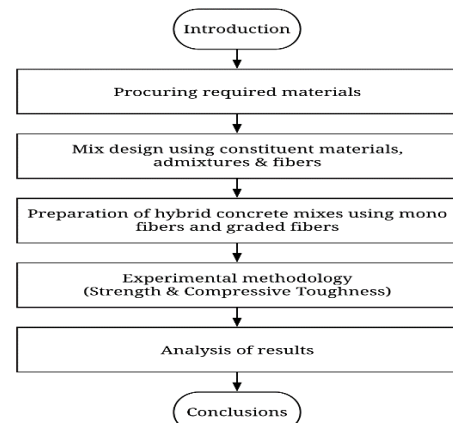 Introduction
Procuring required materials
Mix design using constituent materials,
admixtures & fibers
Preparation of hybrid concrete mixes using mono
fibers and graded fibers
Experimental methodology
(Strength & Compressive Toughness)
Analysis of results
Conclusions